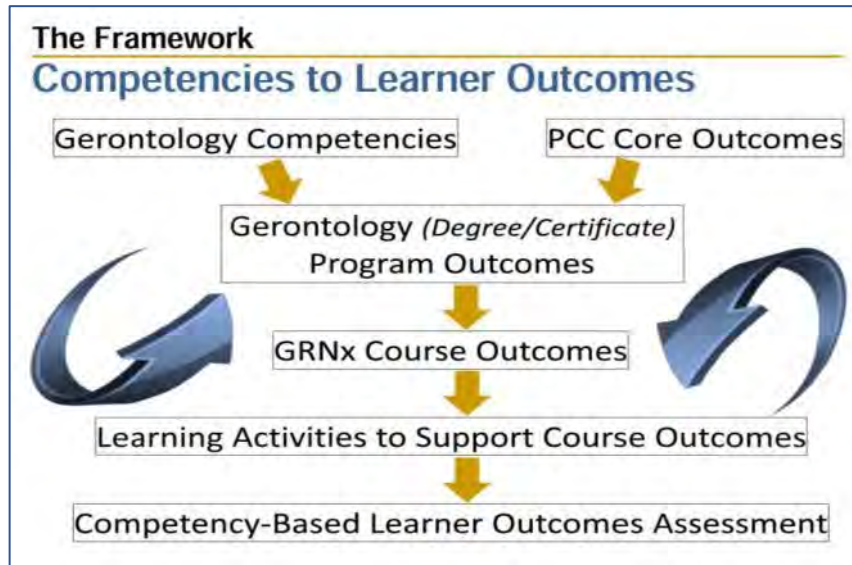 The Framework
Competencies to Learner Outcomes
Gerontology Competencies
PCC Core Outcomes
Gerontology (Degree/Certificate)
Program Outcomes
GRNx Course Outcomes
Learning Activities to Support Course Outcomes
Competency-Based Learner Outcomes Assessment